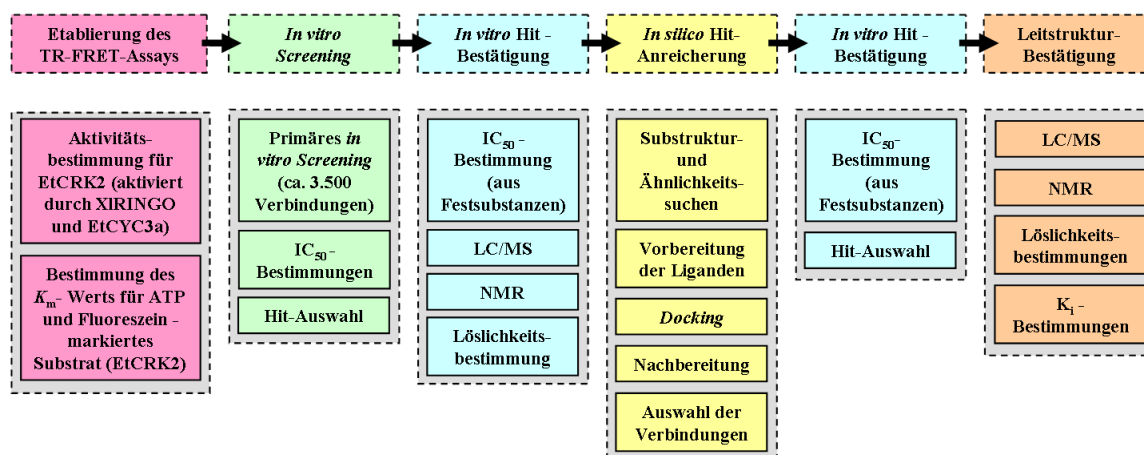 Etablierung des
TR-FRET-Assays
In vitro
Screening
In vitro Hit -
Bestätigung
In silico Hit-
Anreicherung
In vitro Hit -
Bestätigung
Leitstruktur-
Bestätigung
Aktivitäts-
bestimmung für
EtCRK2 (aktiviert
durch XIRINGO
und EtCYC3a)
Bestimmung des
Km- Werts für ATP
und Fluoreszein -
markiertes
Substrat (EtCRK2)
Primäres in
vitro Screening
(ca. 3.500
Verbindungen)
IC50-
Bestimmungen
Hit-Auswahl
IC50 -
Bestimmung
(aus
Festsubstanzen)
LC/MS
NMR
Löslichkeits-
bestimmung
Substruktur-
und
Ähnlichkeits-
suchen
Vorbereitung
der Liganden
Docking
Nachbereitung
Auswahl der
Verbindungen
IC50 -
Bestimmung
(aus
Festsubstanzen)
Hit-Auswahl
LC/MS
NMR
Löslichkeits-
bestimmungen
Ki -
Bestimmungen